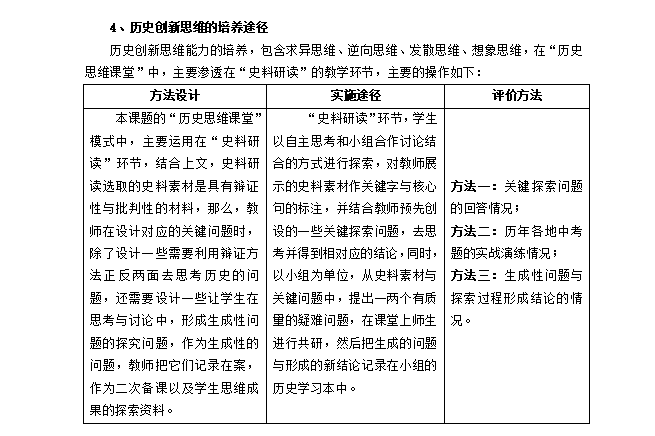 4、历史创新思维的培养途径
历史创新思维能力的培养，包含求异思维、逆向思维、发散思维、想象思维，在“历史
思维课堂”中，主要渗透在“史料研读”的教学环节，主要的操作如下：
方法设计
本课题的“历史思维课堂”
模式中，主要运用在“史料研
读”环节，结合上文，史料研
读选取的史料素材是具有辩证
性与批判性的材料，那么，教
师在设计对应的关键问题时，
除了设计一些需要利用辩证方
法正反两面去思考历史的问
题，还需要设计一些让学生在
思考与讨论中，形成生成性问
题的探究问题，作为生成性的
问题，教师把它们记录在案，
作为二次备课以及学生思维成
果的探索资料。
实施途径
“史料研读”环节，学生
以自主思考和小组合作讨论结
合的方式进行探索，对教师展
示的史料素材作关键字与核心
句的标注，并结合教师预先创
设的一些关键探索问题，去思
考并得到相对应的结论，同时，
以小组为单位，从史料素材与
关键问题中，提出一两个有质
量的疑难问题，在课堂上师生
进行共研，然后把生成的问题
与形成的新结论记录在小组的
历史学习本中。
评价方法
方法一：关键探索问题
的回答情况；
方法二：历年各地中考
题的实战演练情况；
方法三：生成性问题与
探索过程形成结论的情
况。